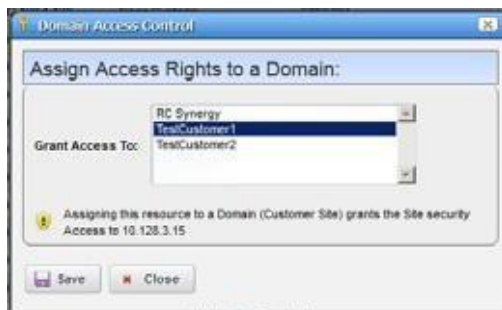 Domain Access Control
Assign Access Rights to a Domain:
RC Synergy
TestCustomer1
Grant Access To:
TestCustomer2
Assigning this resource to a Domain (Customer Site) grants the Site security
Access to 10.128.3.15
Save
Close